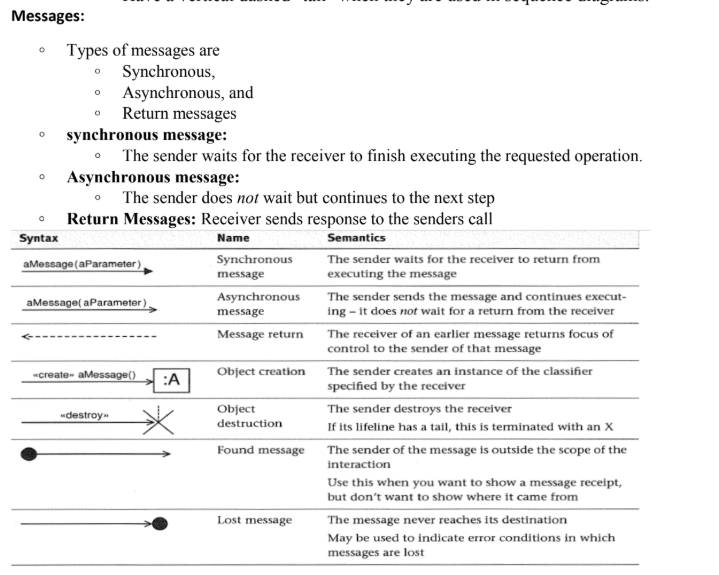 Have a vertical dashed "tail" when they are used in sequence diagrams.
Messages:
◦ Types of messages are
◦ Synchronous,
◦ Asynchronous, and
◦ Return messages
◦ synchronous message:
◦ The sender waits for the receiver to finish executing the requested operation.
◦ Asynchronous message:
◦ The sender does not wait but continues to the next step
◦ Return Messages: Receiver sends response to the senders call
Syntax Name Semantics
aMessage(aParameter) Synchronous The sender waits for the receiver to return from
message executing the message
aMessage( aParameter) Asynchronous The sender sends the message and continues execut-
message ing – it does not wait for a return from the receiver
Message return The receiver of an earlier message returns focus of
control to the sender of that message
«create» aMessage() :A Object creation The sender creates an instance of the classifier
specified by the receiver
«destroy» Object The sender destroys the receiver
destruction If its lifeline has a tail, this is terminated with an X
Found message The sender of the message is outside the scope of the
interaction
Use this when you want to show a message receipt,
but don't want to show where it came from
Lost message The message never reaches its destination
May be used to indicate error conditions in which
messages are lost